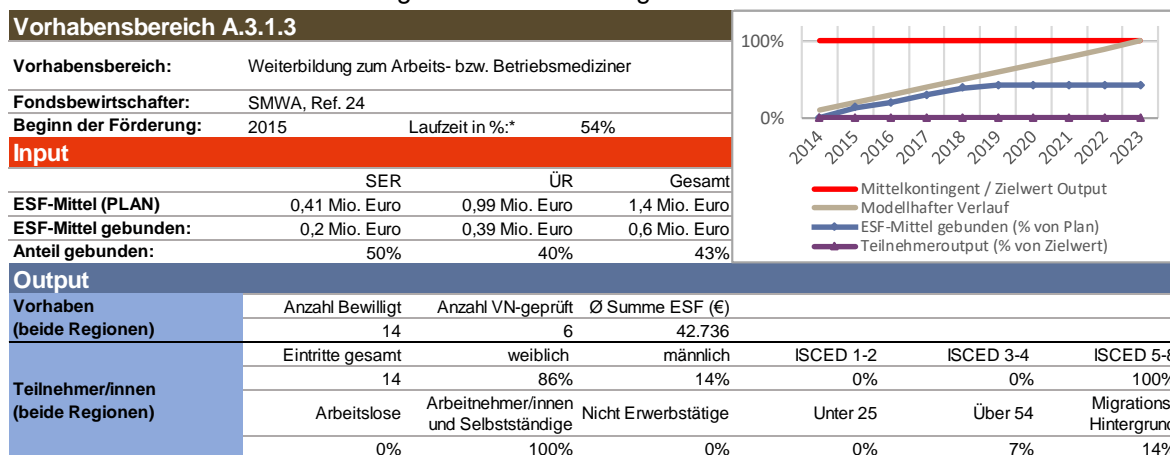 Vorhabensbereich A.3.1.3
Vorhabensbereich: Weiterbildung zum Arbeits- bzw. Betriebsmediziner
Fondsbewirtschafter: SMWA, Ref. 24
Beginn der Förderung: 2015 Laufzeit in %:* 54%
100%
0%
2014 2015 2016 2017 2018 2019 2020 2021 2022 2023
Mittelkontingent / Zielwert Output
Modellhafter Verlauf
ESF-Mittel gebunden (% von Plan)
Teilnehmeroutput (% von Zielwert)
Input
SER ÜR Gesamt
ESF-Mittel (PLAN) 0,41 Mio. Euro 0,99 Mio. Euro 1,4 Mio. Euro
ESF-Mittel gebunden: 0,2 Mio. Euro 0,39 Mio. Euro 0,6 Mio. Euro
Anteil gebunden: 50% 40% 43%
Output
Vorhaben Anzahl Bewilligt Anzahl VN-geprüft Ø Summe ESF (€)
(beide Regionen) 14 6 42.736
Eintritte gesamt weiblich männlich ISCED 1-2 ISCED 3-4 ISCED 5-8
14 86% 14% 0% 0% 100%
Teilnehmer/innen
(beide Regionen)
Arbeitslose Arbeitnehmer/innen und Selbstständige Nicht Erwerbstätige Unter 25 Über 54 Migrations Hintergrund
0% 100% 0% 0% 7% 14%